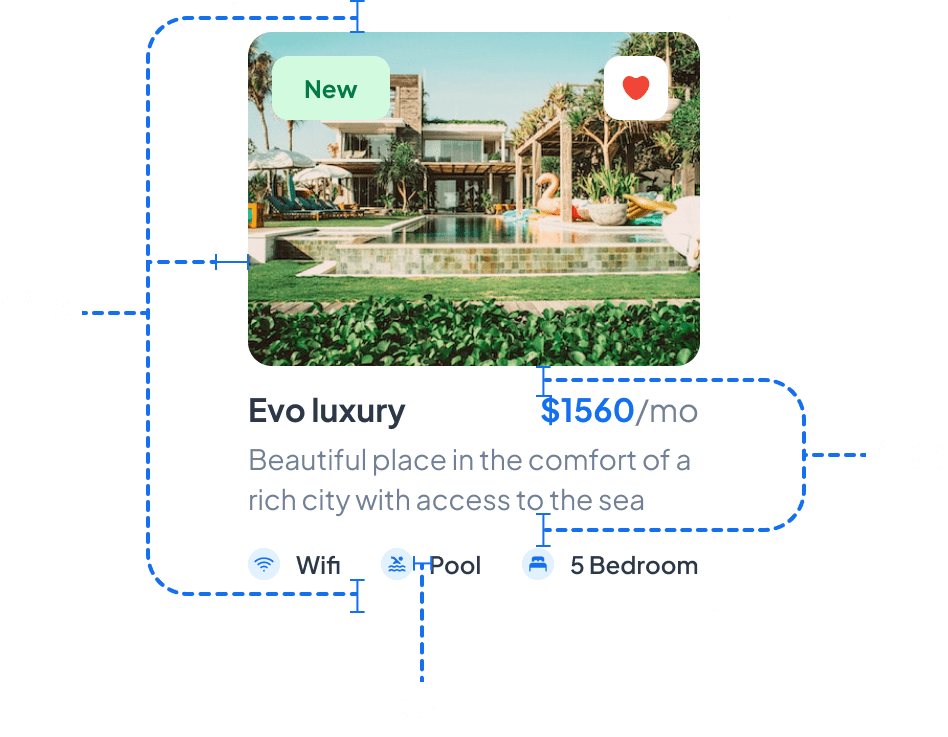 New
Evo luxury
$1560/mo
Beautiful place in the comfort of a
rich city with access to the sea
Wifi
Pool
5 Bedroom